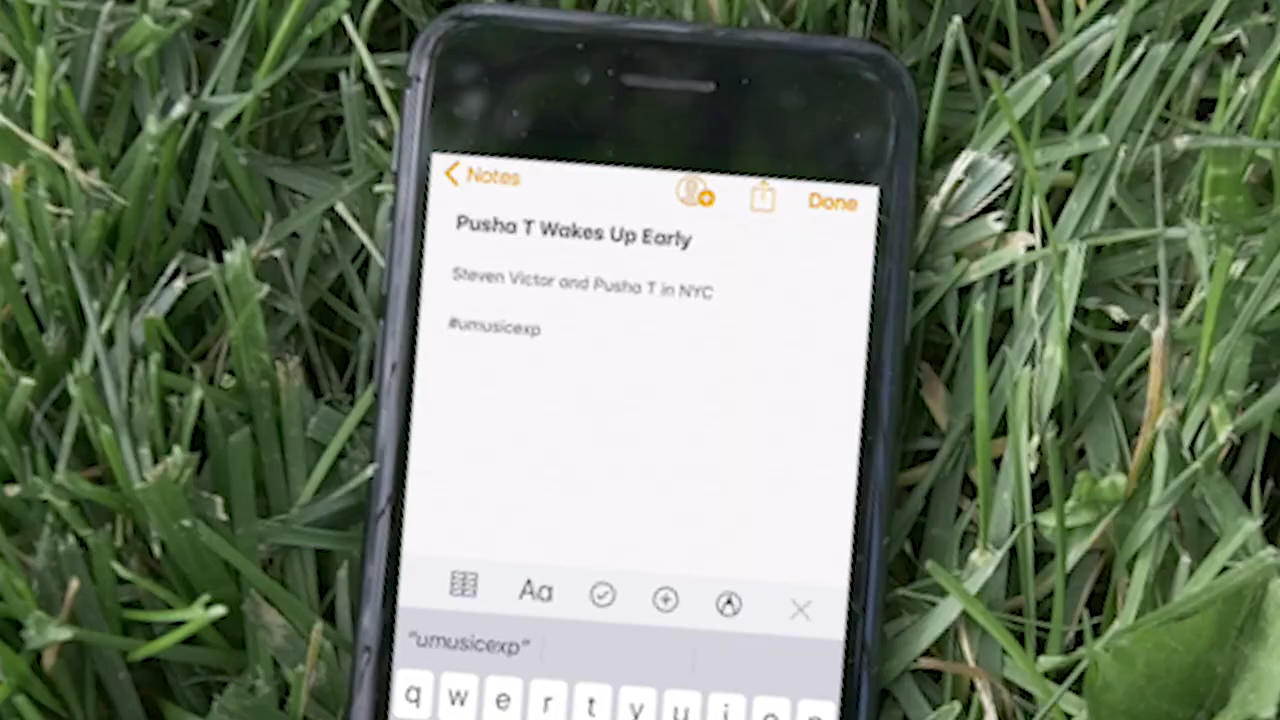 Notes
Done
Pusha T Wakes Up Early
Steven Victor and Pusha T in NYC
#umusicexp
Aa
"umusicexp"
q w e r t y u i o p